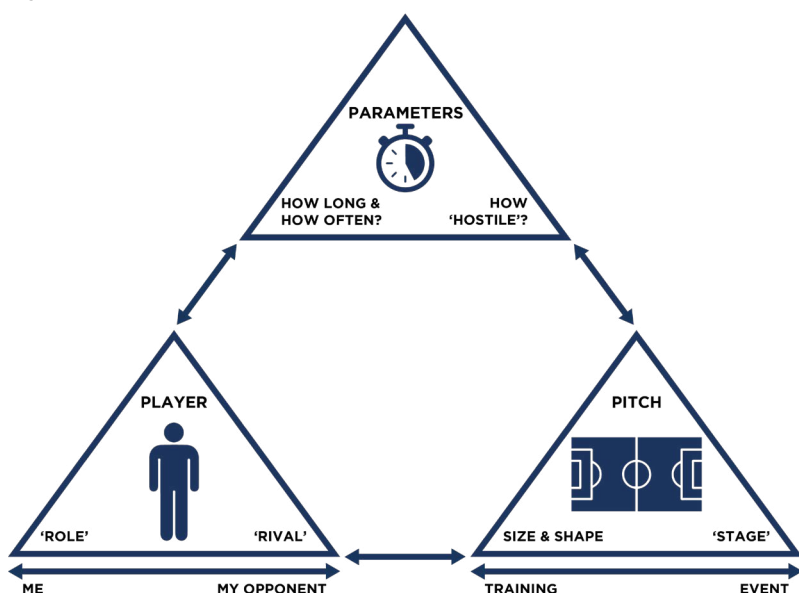 PARAMETERS
HOW LONG &
HOW OFTEN?
HOW
‘HOSTILE’?
PLAYER
‘ROLE’
‘RIVAL’
ME
MY OPPONENT
PITCH
SIZE & SHAPE
‘STAGE’
TRAINING
EVENT